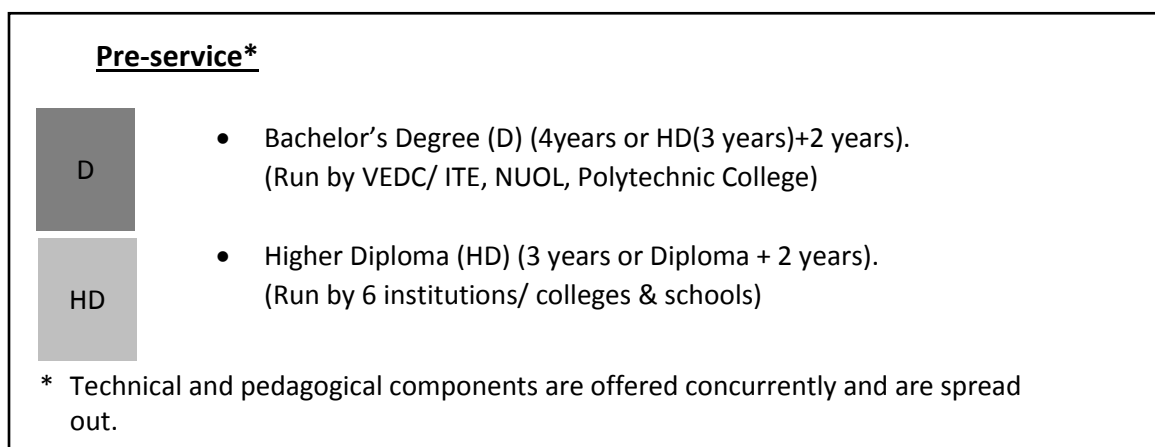 Pre-service*
D
• Bachelor's Degree (D) (4years or HD(3 years)+2 years).
(Run by VEDC/ ITE, NUOL, Polytechnic College)
HD
• Higher Diploma (HD) (3 years or Diploma + 2 years).
(Run by 6 institutions/ colleges & schools)
* Technical and pedagogical components are offered concurrently and are spread
out.